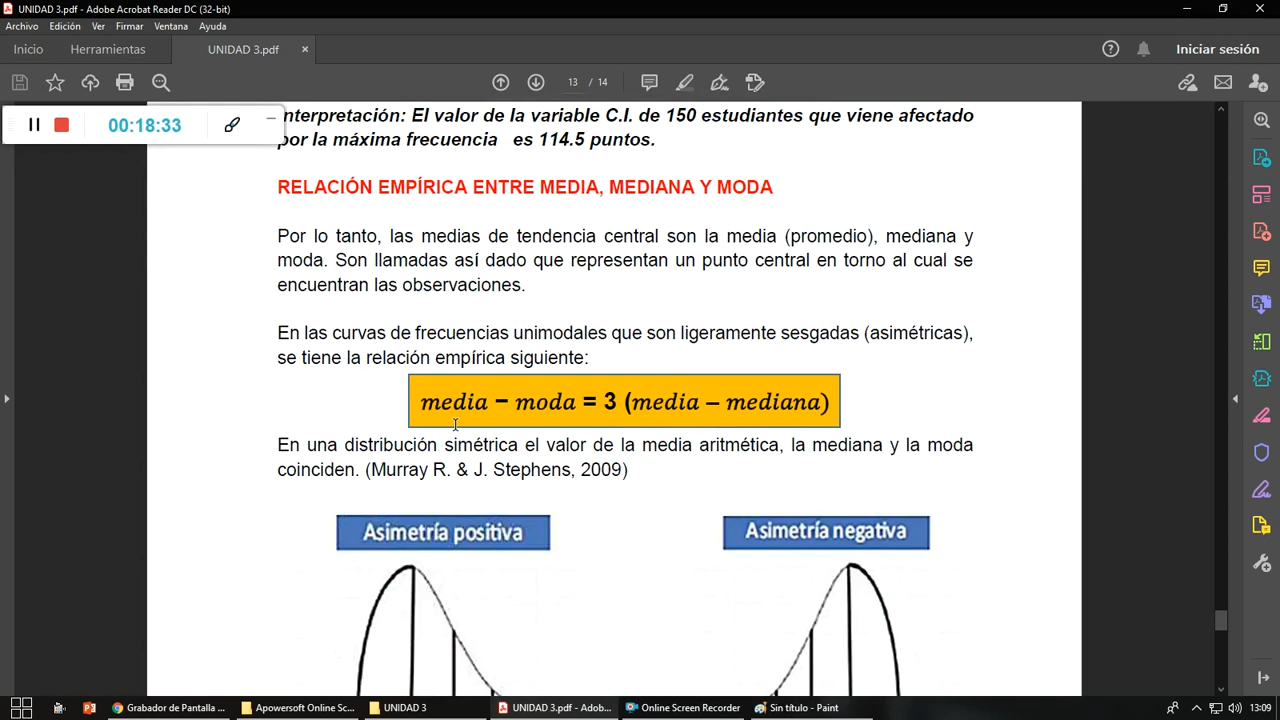 UNIDAD 3.pdf - Adobe Acrobat Reader DC (32-bit)
Archivo Edición Ver Firmar Ventana Ayuda
Inicio Herramientas UNIDAD 3.pdf × Iniciar sesión
13 / 14
00:18:33
Interpretación: El valor de la variable C.I. de 150 estudiantes que viene afectado
por la máxima frecuencia es 114.5 puntos.
RELACIÓN EMPÍRICA ENTRE MEDIA, MEDIANA Y MODA
Por lo tanto, las medias de tendencia central son la media (promedio), mediana y
moda. Son llamadas así dado que representan un punto central en torno al cual se
encuentran las observaciones.
En las curvas de frecuencias unimodales que son ligeramente sesgadas (asimétricas),
se tiene la relación empírica siguiente:
media − moda = 3 (media – mediana)
En una distribución simétrica el valor de la media aritmética, la mediana y la moda
coinciden. (Murray R. & J. Stephens, 2009)
Asimetría positiva Asimetría negativa
Grabador de Pantalla ... Apowersoft Online Sc... UNIDAD 3 UNIDAD 3.pdf - Adob... Online Screen Recorder Sin título - Paint 13:09